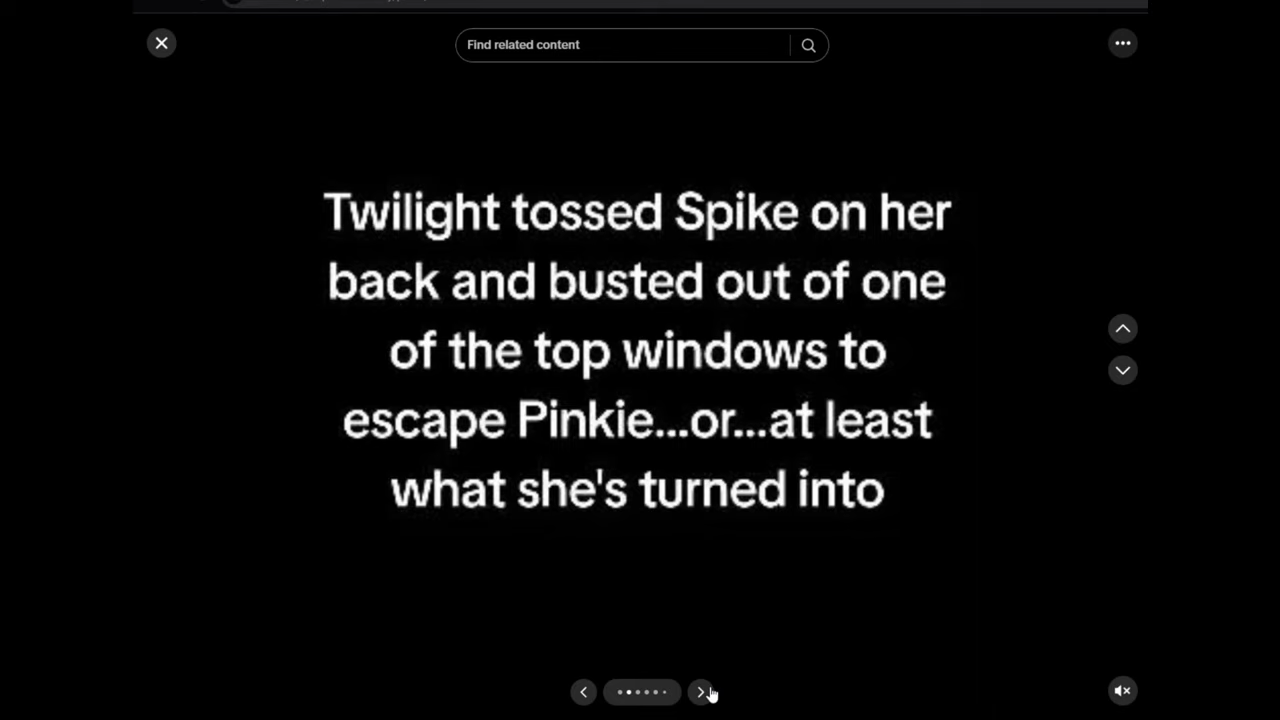 Find related content
Twilight tossed Spike on her
back and busted out of one
of the top windows to
escape Pinkie...or...at least
what she's turned into